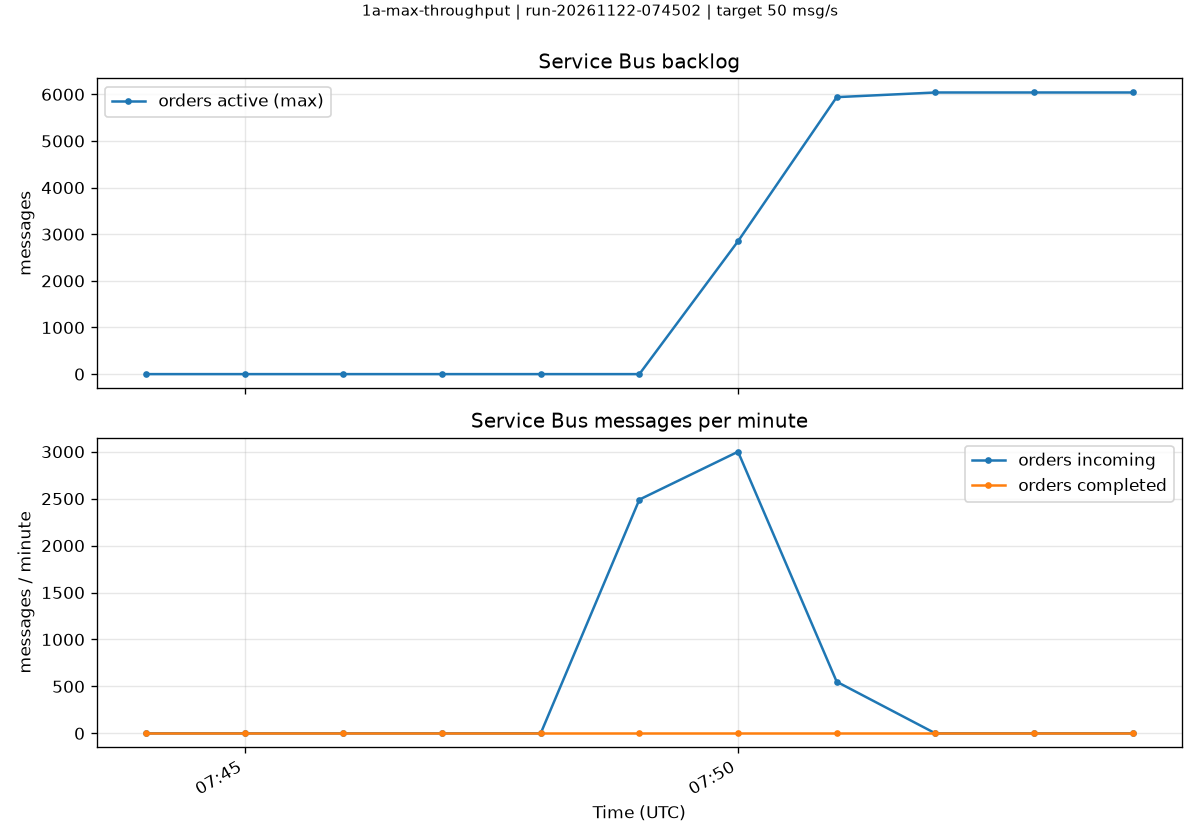 1a-max-throughput | run-20261122-074502 | target 50 msg/s
Service Bus backlog
orders active (max)
6000
5000
4000
3000
2000
1000
0
messages
Service Bus messages per minute
orders incoming
orders completed
3000
2500
2000
1500
1000
500
0
messages / minute
07:45
07:50
Time (UTC)